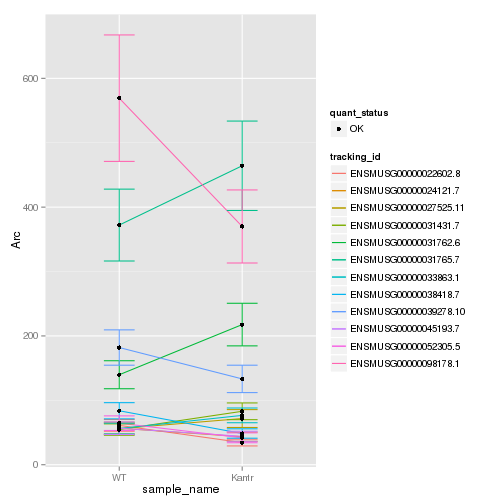 600
400
200
0
Arc
WT
Kantr
sample_name
quant_status
OK
tracking_id
ENSMUSG00000022602.8
ENSMUSG00000024121.7
ENSMUSG00000027525.11
ENSMUSG00000031431.7
ENSMUSG00000031762.6
ENSMUSG00000031765.7
ENSMUSG00000033863.1
ENSMUSG00000038418.7
ENSMUSG00000039278.10
ENSMUSG00000045193.7
ENSMUSG00000052305.5
ENSMUSG00000098178.1